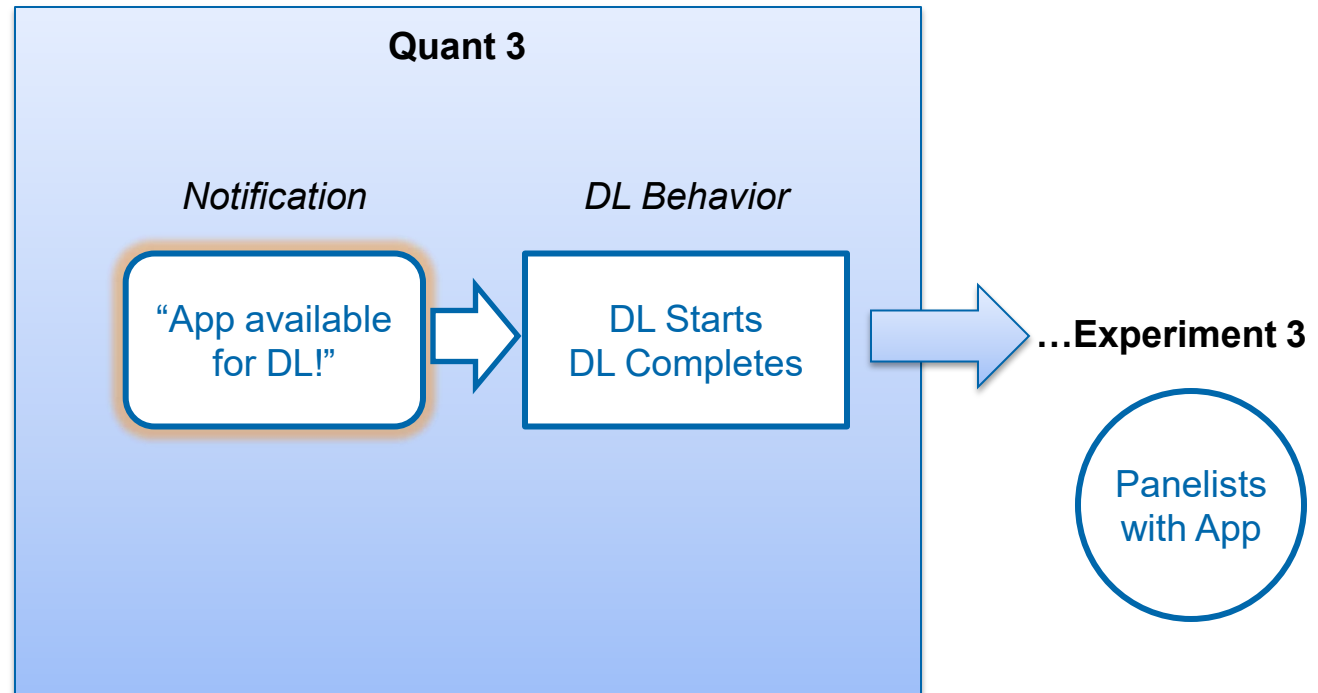 Quant 3
Notification
DL Behavior
“App available
for DL!”
DL Starts
DL Completes
…Experiment 3
Panelists
with App